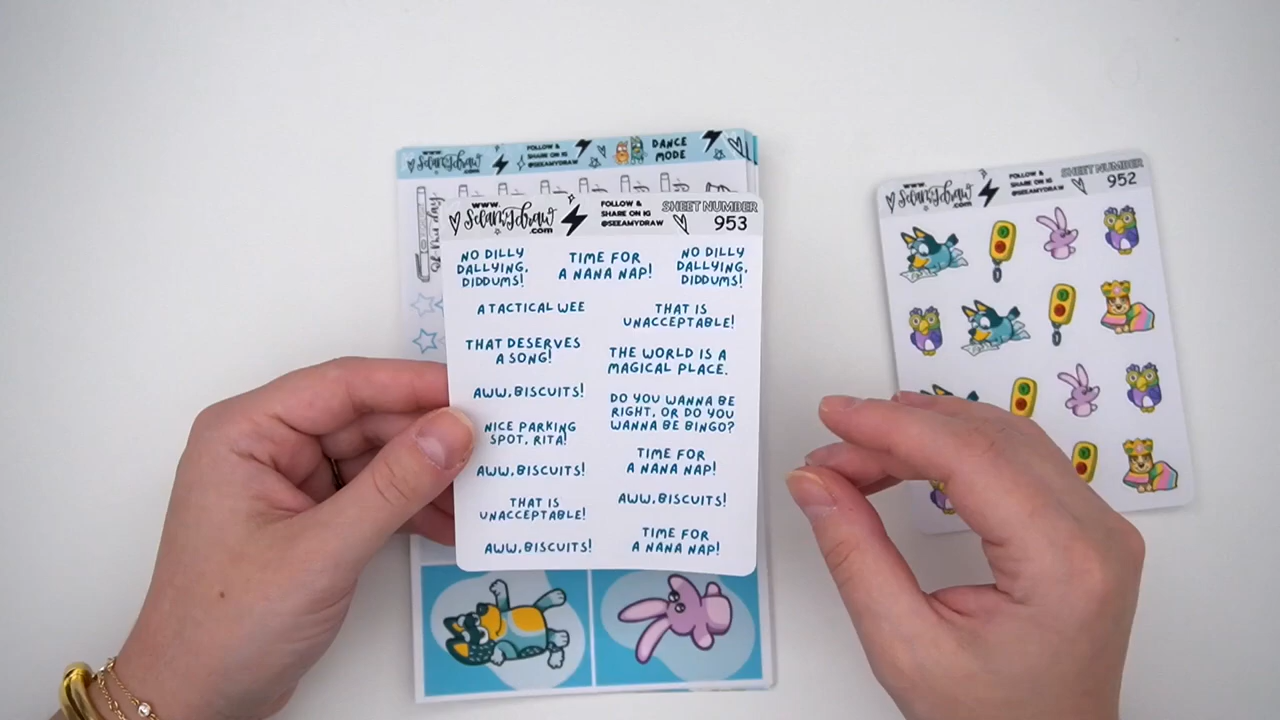 www.
SeeAmyDraw
.com
FOLLOW &
SHARE ON IG
@SEEAMYDRAW
DANCE
MODE
www.
SeeAmyDraw
.com
FOLLOW &
SHARE ON IG
@SEEAMYDRAW
SHEET NUMBER
953
NO DILLY
DALLYING,
DIDDUMS!
TIME FOR
A NANA NAP!
NO DILLY
DALLYING,
DIDDUMS!
A TACTICAL WEE
THAT IS
UNACCEPTABLE!
THAT DESERVES
A SONG!
THE WORLD IS A
MAGICAL PLACE.
AWW, BISCUITS!
DO YOU WANNA BE
RIGHT, OR DO YOU
WANNA BE BINGO?
NICE PARKING
SPOT, RITA!
TIME FOR
A NANA NAP!
AWW, BISCUITS!
AWW, BISCUITS!
THAT IS
UNACCEPTABLE!
TIME FOR
A NANA NAP!
AWW, BISCUITS!
www.
SeeAmyDraw
.com
FOLLOW &
SHARE ON IG
@SEEAMYDRAW
SHEET NUMBER
952